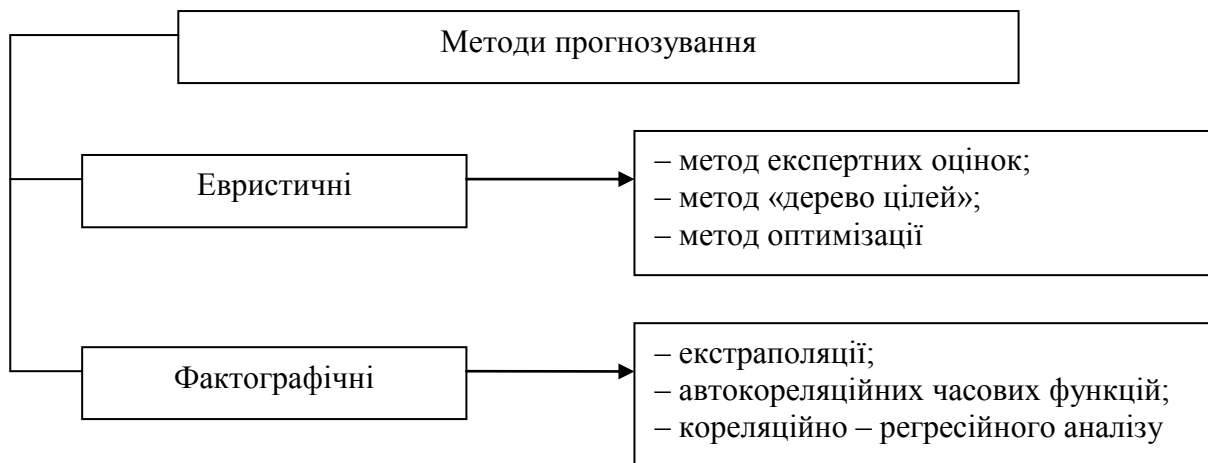 Методи прогнозування
Евристичні
– метод експертних оцінок;
– метод «дерево цілей»;
– метод оптимізації
Фактографічні
– екстраполяції;
– автокореляційних часових функцій;
– кореляційно – регресійного аналізу